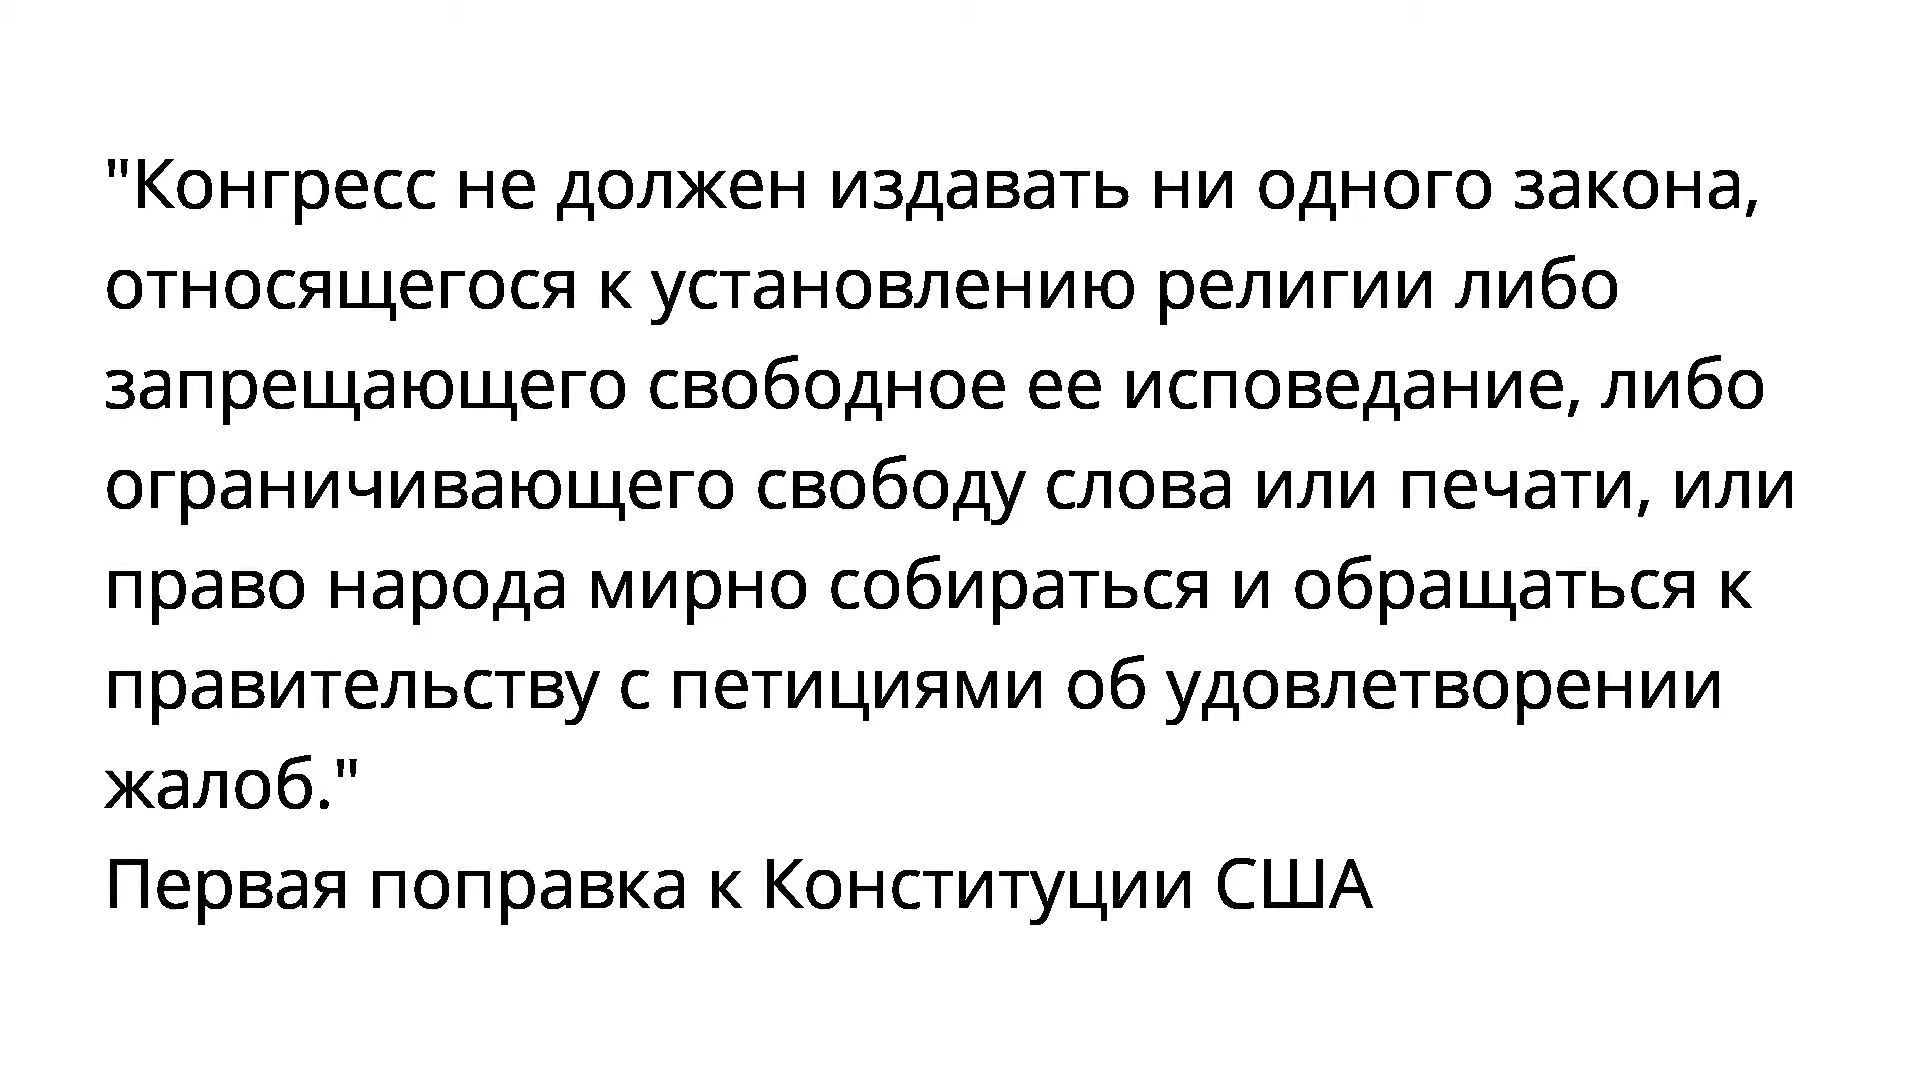 "Конгресс не должен издавать ни одного закона,
относящегося к установлению религии либо
запрещающего свободное ее исповедание, либо
ограничивающего свободу слова или печати, или
право народа мирно собираться и обращаться к
правительству с петициями об удовлетворении
жалоб."
Первая поправка к Конституции США